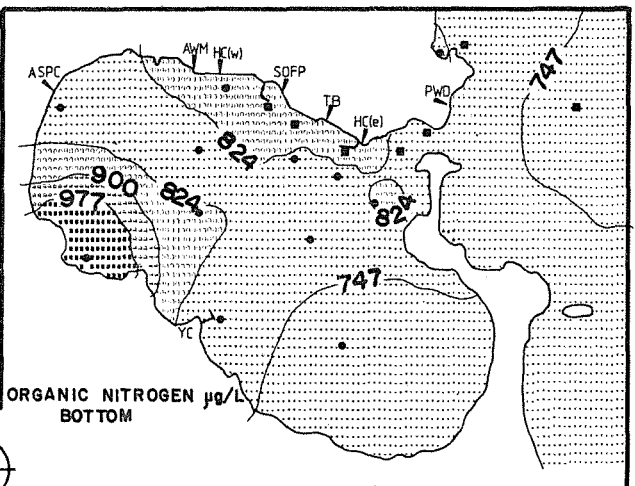 747
AWM
HC(w)
ASPC
SOFP
PWD
TB
HC(e)
824
900
824
977
824
747
YC
ORGANIC NITROGEN µg/L
BOTTOM